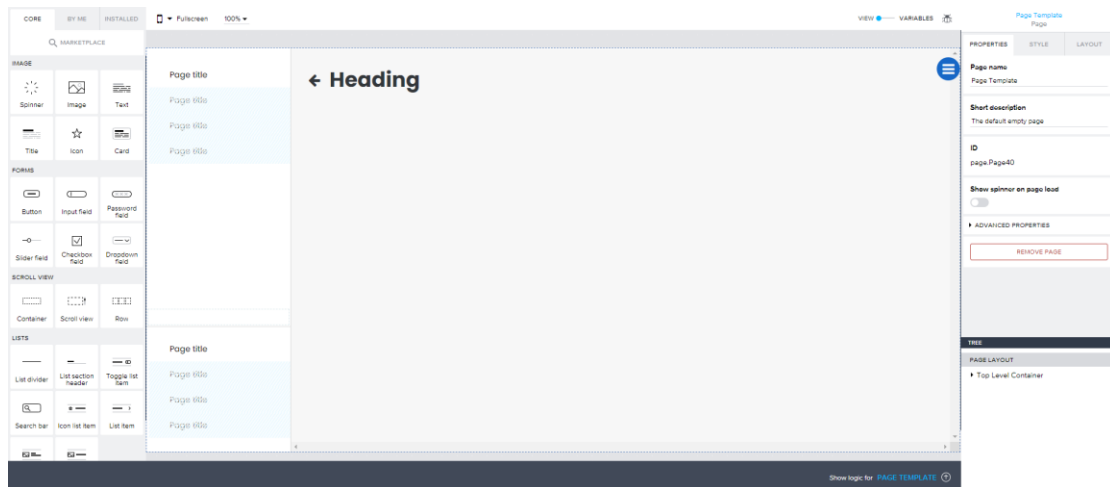 CORE BY ME INSTALLED
Fullscreen 100%
VIEW VARIABLES
Page Template
Page
MARKETPLACE
PROPERTIES STYLE LAYOUT
IMAGE
Spinner Image Text
Title Icon Card
FORMS
Button Input field Password field
Slider field Checkbox field Dropdown field
SCROLL VIEW
Container Scroll view Row
LISTS
List divider List section header Toggle list item
Search bar Icon list item List item
Page title
Page title
Page title
Page title
Page title
Page title
Page title
Page title
Heading
Page name
Page Template
Short description
The default empty page
ID
page.Page40
Show spinner on page load
ADVANCED PROPERTIES
REMOVE PAGE
TREE
PAGE LAYOUT
Top Level Container
Show logic for PAGE TEMPLATE ?